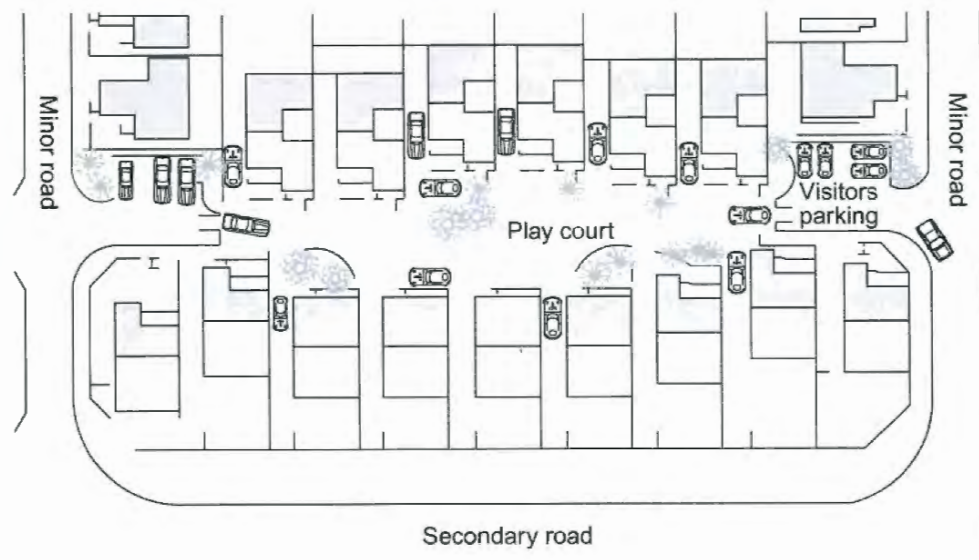 Minor road
Minor road
Visitors
parking
Play court
Secondary road